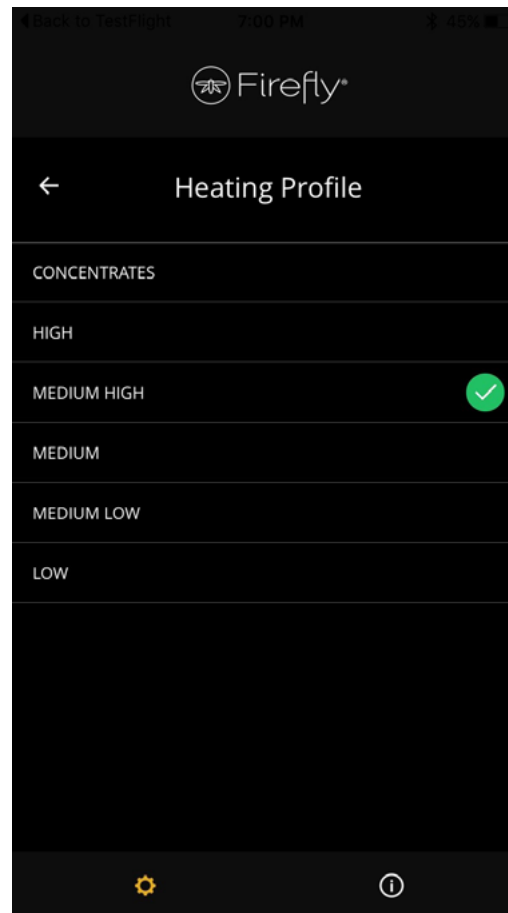 Back to TestFlight 7:00 PM 45%
Firefly®
Heating Profile
CONCENTRATES
HIGH
MEDIUM HIGH
MEDIUM
MEDIUM LOW
LOW